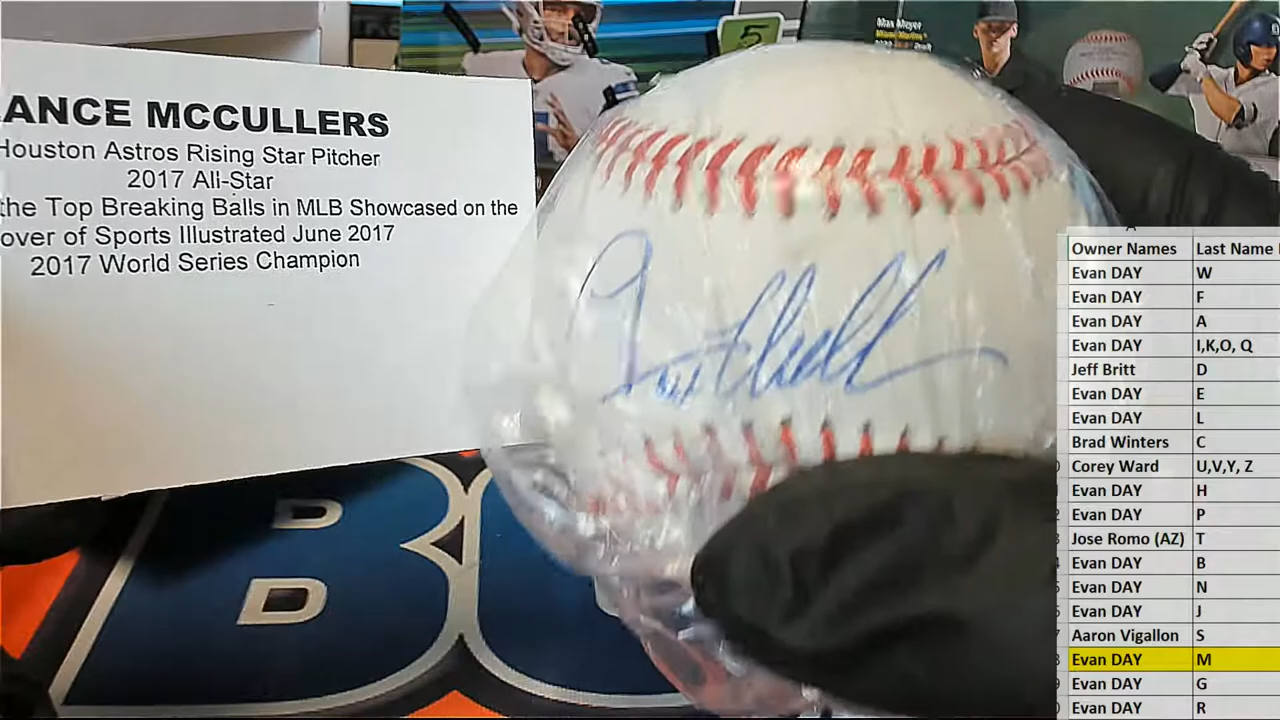 ANCE MCCULLERS
Houston Astros Rising Star Pitcher
2017 All-Star
the Top Breaking Balls in MLB Showcased on the
over of Sports Illustrated June 2017
2017 World Series Champion
5
Max Meyer
Owner Names Last Name
Evan DAY W
Evan DAY F
Evan DAY A
Evan DAY I,K,O, Q
Jeff Britt D
Evan DAY E
Evan DAY L
Brad Winters C
Corey Ward U,V,Y, Z
Evan DAY H
Evan DAY P
Jose Romo (AZ) T
Evan DAY B
Evan DAY N
Evan DAY J
Aaron Vigallon S
Evan DAY M
Evan DAY G
Evan DAY R